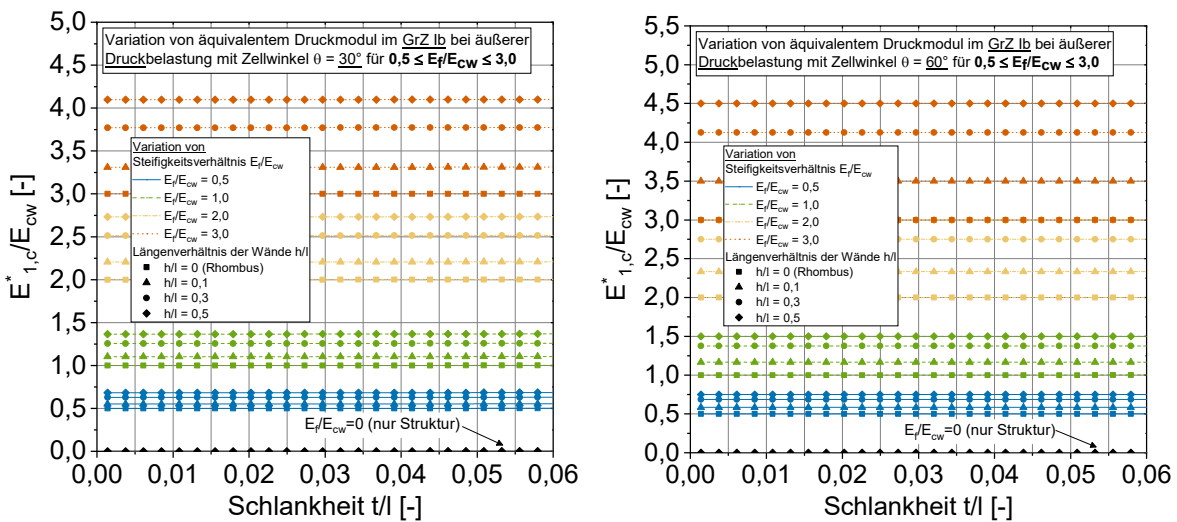 Variation von äquivalentem Druckmodul im GrZ Ib bei äußerer
Druckbelastung mit Zellwinkel θ = 30° für 0,5 ≤ Ef/ECW ≤ 3,0
5,0
4,5
4,0
3,5
3,0
2,5
2,0
1,5
1,0
0,5
0,0
E*1,c/Ecw [-]
Variation von
Steifigkeitsverhältnis Ef/Ecw
Ef/Ecw = 0,5
Ef/Ecw = 1,0
Ef/Ecw = 2,0
Ef/Ecw = 3,0
Längenverhältnis der Wände h/l
h/l = 0 (Rhombus)
h/l = 0,1
h/l = 0,3
h/l = 0,5
Ef/Ecw=0 (nur Struktur)
0,00 0,01 0,02 0,03 0,04 0,05 0,06
Schlankheit t/l [-]
Variation von äquivalentem Druckmodul im GrZ Ib bei äußerer
Druckbelastung mit Zellwinkel θ = 60° für 0,5 ≤ Ef/ECW ≤ 3,0
5,5
5,0
4,5
4,0
3,5
3,0
2,5
2,0
1,5
1,0
0,5
0,0
E*1,c/Ecw [-]
Variation von
Steifigkeitsverhältnis Ef/Ecw
Ef/Ecw = 0,5
Ef/Ecw = 1,0
Ef/Ecw = 2,0
Ef/Ecw = 3,0
Längenverhältnis der Wände h/l
h/l = 0 (Rhombus)
h/l = 0,1
h/l = 0,3
h/l = 0,5
Ef/Ecw=0 (nur Struktur)
0,00 0,01 0,02 0,03 0,04 0,05 0,06
Schlankheit t/l [-]